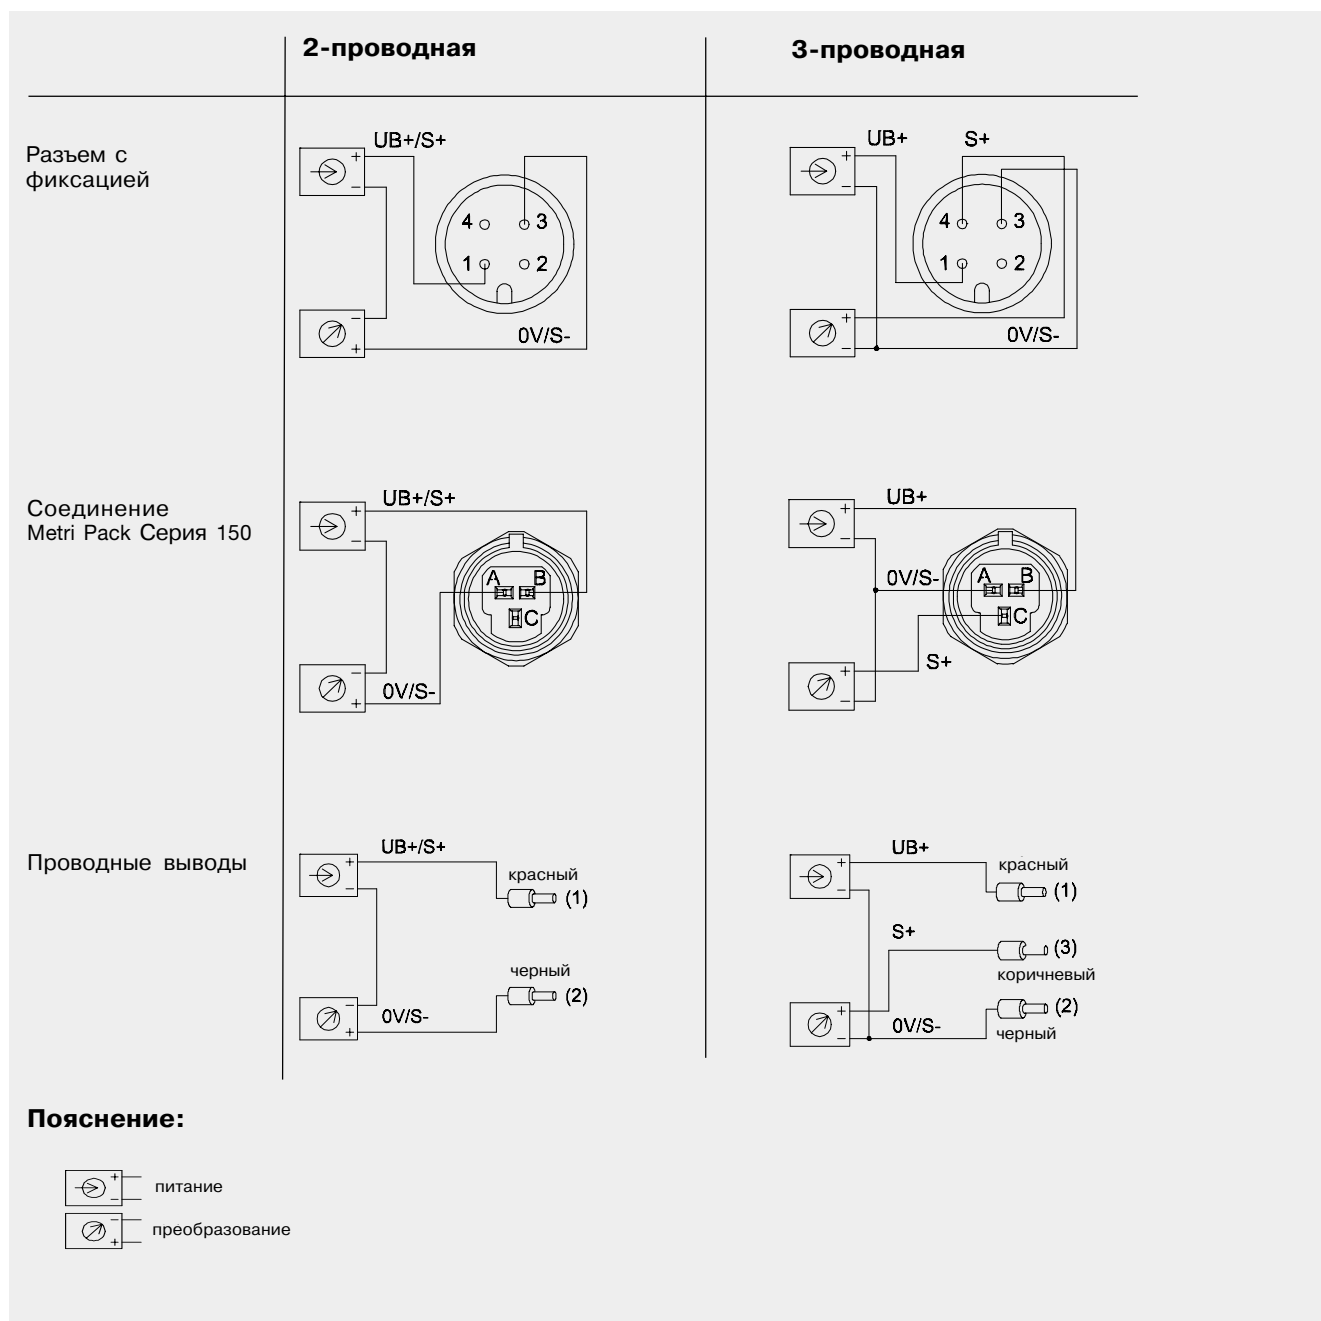 2-проводная
3-проводная
Разъем с
фиксацией
UB+/S+
+
−
4
3
1
2
−
+
0V/S-
UB+
S+
+
−
4
3
1
2
+
−
0V/S-
Соединение
Metri Pack Серия 150
UB+/S+
+
−
A
B
C
−
+
0V/S-
UB+
+
−
0V/S-
A
B
C
S+
+
−
Проводные выводы
UB+/S+
+
−
красный
(1)
черный
(2)
−
+
0V/S-
UB+
+
−
красный
(1)
S+
(3)
коричневый
(2)
+
−
0V/S-
черный
Пояснение:
+
−
питание
−
+
преобразование